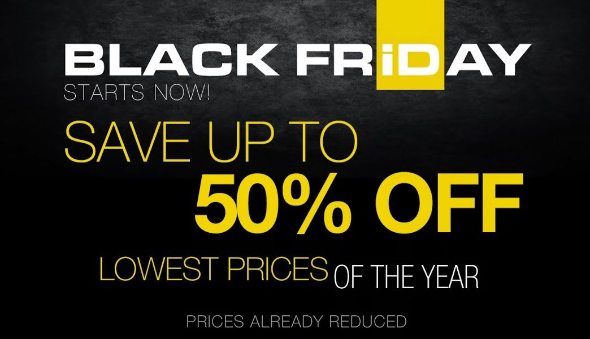 BLACK FRiDAY
STARTS NOW!
SAVE UP TO
50% OFF
LOWEST PRICES OF THE YEAR
PRICES ALREADY REDUCED